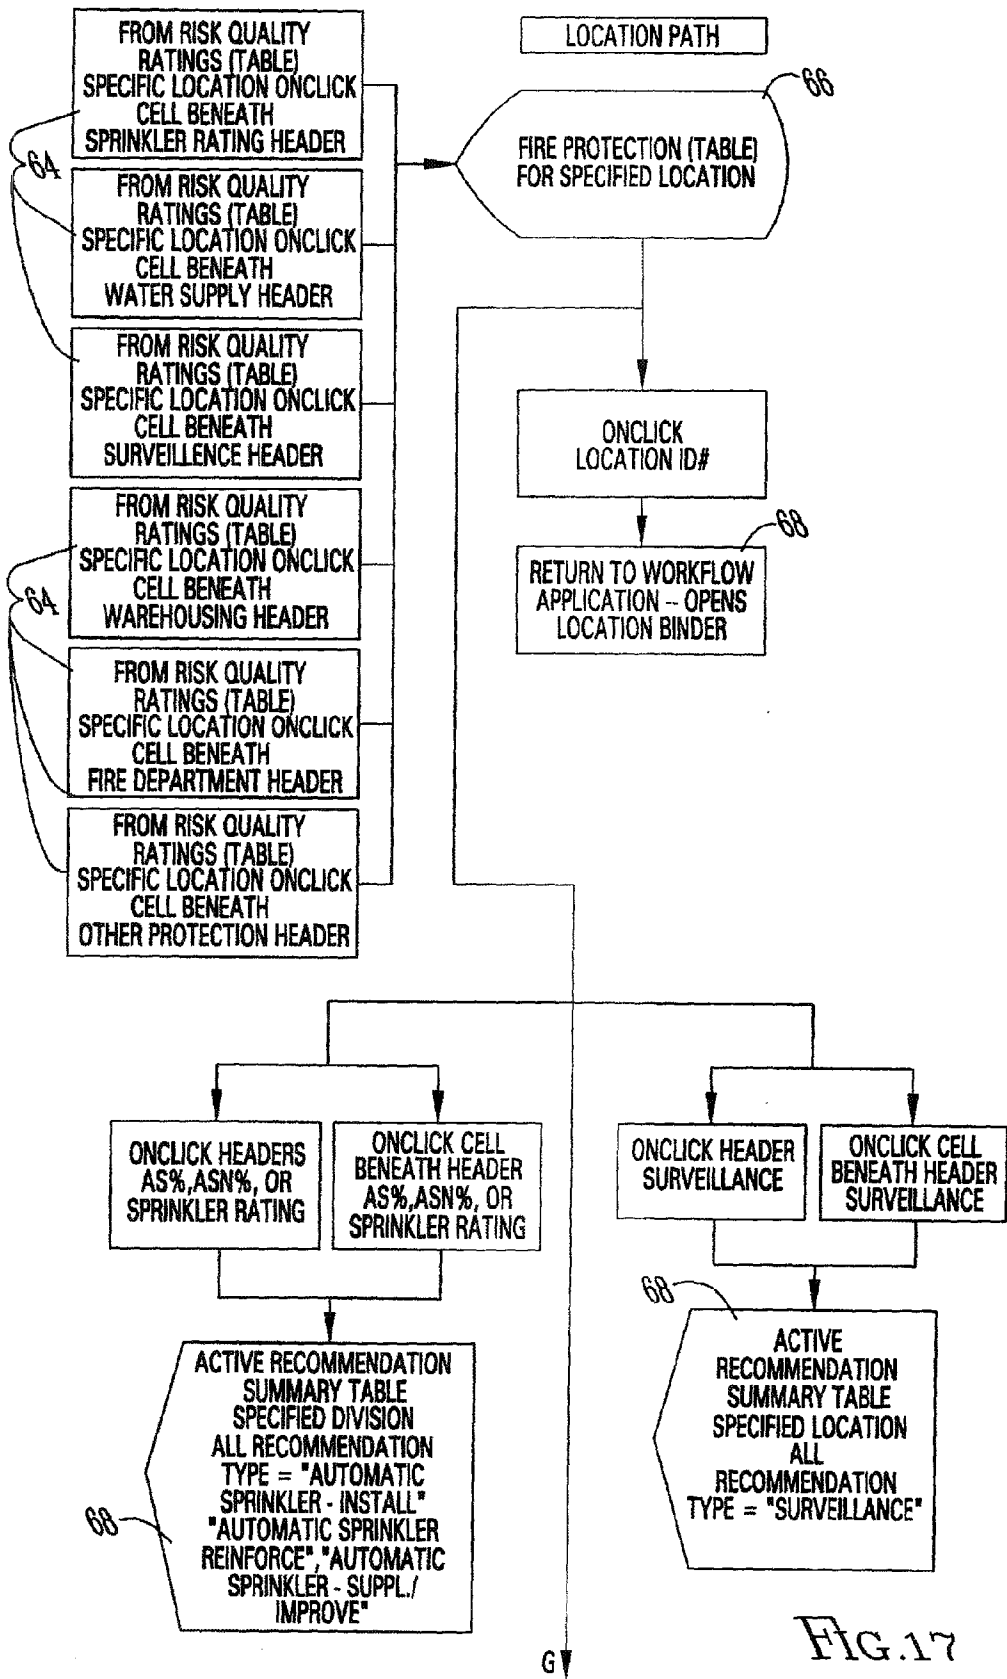 FROM RISK QUALITY
RATINGS (TABLE)
SPECIFIC LOCATION ONCLICK
CELL BENEATH
SPRINKLER RATING HEADER
64
FROM RISK QUALITY
RATINGS (TABLE)
SPECIFIC LOCATION ONCLICK
CELL BENEATH
WATER SUPPLY HEADER
FROM RISK QUALITY
RATINGS (TABLE)
SPECIFIC LOCATION ONCLICK
CELL BENEATH
SURVEILLENCE HEADER
FROM RISK QUALITY
RATINGS (TABLE)
SPECIFIC LOCATION ONCLICK
CELL BENEATH
WAREHOUSING HEADER
64
FROM RISK QUALITY
RATINGS (TABLE)
SPECIFIC LOCATION ONCLICK
CELL BENEATH
FIRE DEPARTMENT HEADER
FROM RISK QUALITY
RATINGS (TABLE)
SPECIFIC LOCATION ONCLICK
CELL BENEATH
OTHER PROTECTION HEADER
LOCATION PATH
66
FIRE PROTECTION (TABLE)
FOR SPECIFIED LOCATION
ONCLICK
LOCATION ID#
68
RETURN TO WORKFLOW
APPLICATION -- OPENS
LOCATION BINDER
ONCLICK HEADERS
AS%,ASN%, OR
SPRINKLER RATING
ONCLICK CELL
BENEATH HEADER
AS%,ASN%, OR
SPRINKLER RATING
ONCLICK HEADER
SURVEILLANCE
ONCLICK CELL
BENEATH HEADER
SURVEILLANCE
68
ACTIVE RECOMMENDATION
SUMMARY TABLE
SPECIFIED DIVISION
ALL RECOMMENDATION
TYPE = "AUTOMATIC
SPRINKLER - INSTALL"
"AUTOMATIC SPRINKLER
REINFORCE","AUTOMATIC
SPRINKLER - SUPPL./
IMPROVE"
68
ACTIVE
RECOMMENDATION
SUMMARY TABLE
SPECIFIED LOCATION
ALL
RECOMMENDATION
TYPE = "SURVEILLANCE"
G
FIG.17